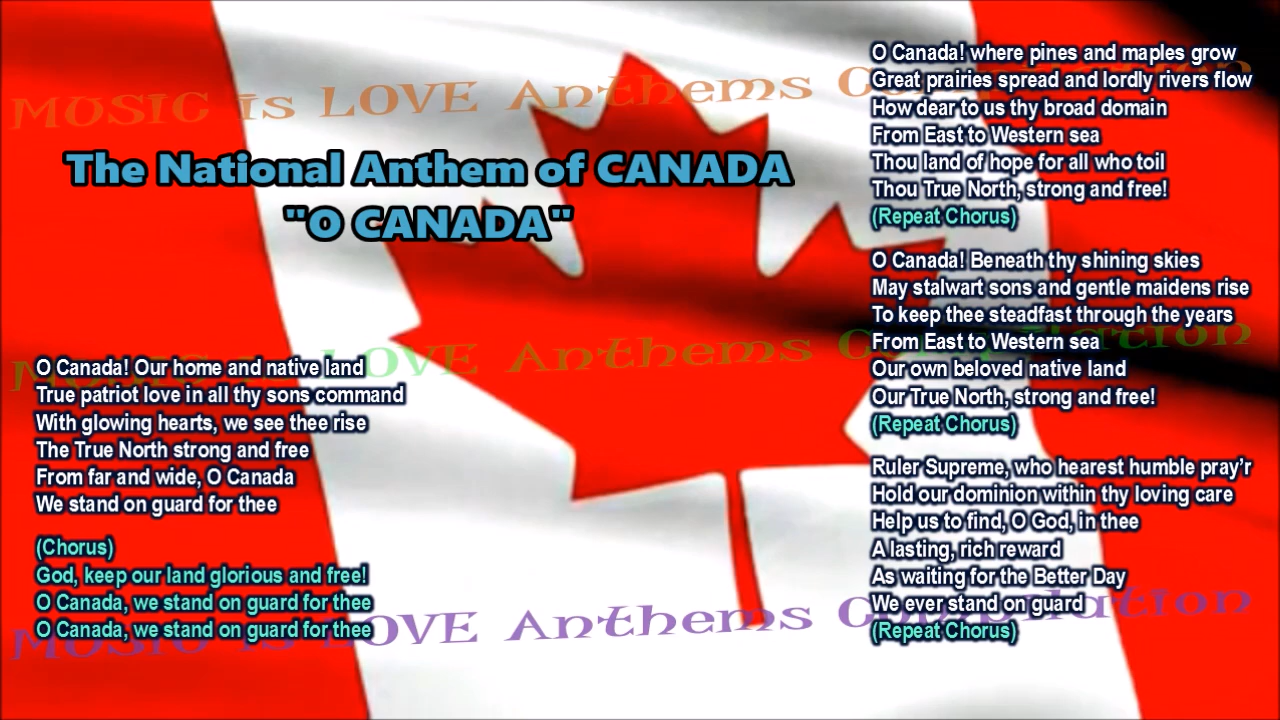 MUSIC is LOVE Anthems Compilation
The National Anthem of CANADA
"O CANADA"
MUSIC is LOVE Anthems Compilation
O Canada! Our home and native land
True patriot love in all thy sons command
With glowing hearts, we see thee rise
The True North strong and free
From far and wide, O Canada
We stand on guard for thee
(Chorus)
God, keep our land glorious and free!
O Canada, we stand on guard for thee
O Canada, we stand on guard for thee
MUSIC is LOVE Anthems Compilation
O Canada! where pines and maples grow
Great prairies spread and lordly rivers flow
How dear to us thy broad domain
From East to Western sea
Thou land of hope for all who toil
Thou True North, strong and free!
(Repeat Chorus)
O Canada! Beneath thy shining skies
May stalwart sons and gentle maidens rise
To keep thee steadfast through the years
From East to Western sea
Our own beloved native land
Our True North, strong and free!
(Repeat Chorus)
Ruler Supreme, who hearest humble pray’r
Hold our dominion within thy loving care
Help us to find, O God, in thee
A lasting, rich reward
As waiting for the Better Day
We ever stand on guard
(Repeat Chorus)